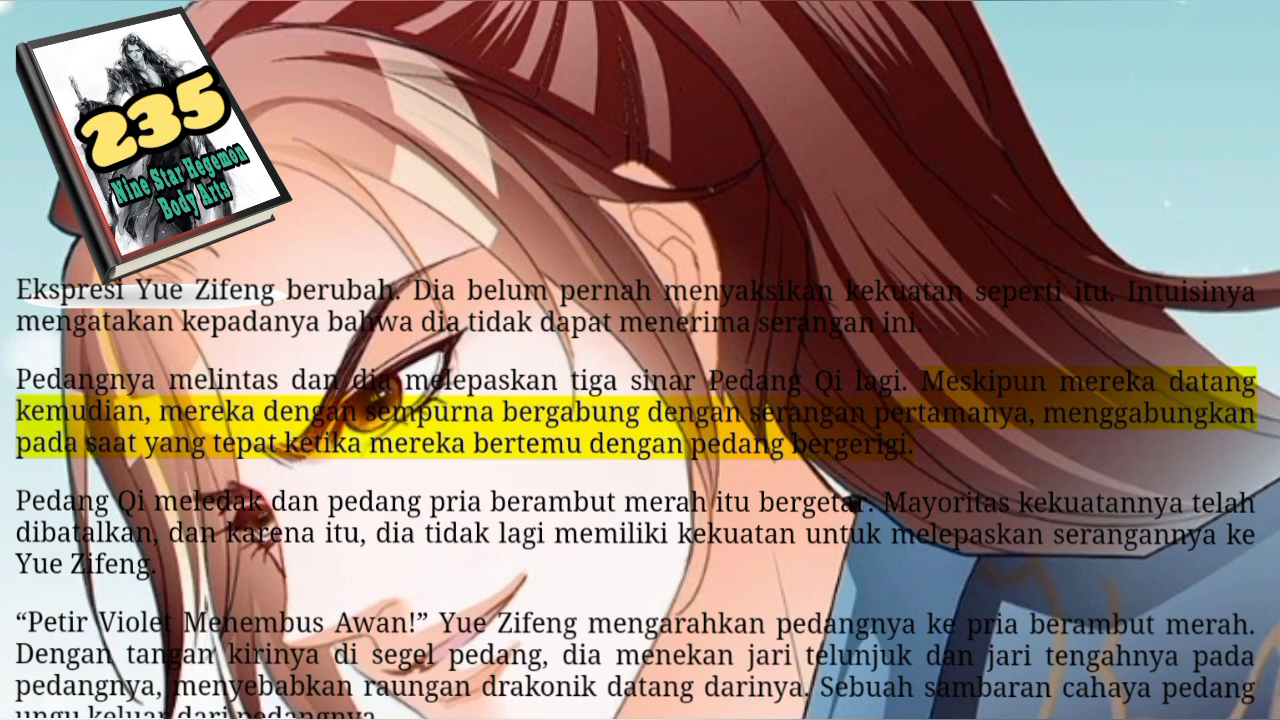 235
Nine Star Hegemon
Body Arts
Ekspresi Yue Zifeng berubah. Dia belum pernah menyaksikan kekuatan seperti itu. Intuisinya
mengatakan kepadanya bahwa dia tidak dapat menerima serangan ini.
Pedangnya melintas dan dia melepaskan tiga sinar Pedang Qi lagi. Meskipun mereka datang
kemudian, mereka dengan sempurna bergabung dengan serangan pertamanya, menggabungkan
pada saat yang tepat ketika mereka bertemu dengan pedang bergerigi.
Pedang Qi meledak dan pedang pria berambut merah itu bergetar. Mayoritas kekuatannya telah
dibatalkan, dan karena itu, dia tidak lagi memiliki kekuatan untuk melepaskan serangannya ke
Yue Zifeng.
“Petir Violet Menembus Awan!” Yue Zifeng mengarahkan pedangnya ke pria berambut merah.
Dengan tangan kirinya di segel pedang, dia menekan jari telunjuk dan jari tengahnya pada
pedangnya, menyebabkan raungan drakonik datang darinya. Sebuah sambaran cahaya pedang
ungu keluar dari pedangnya.